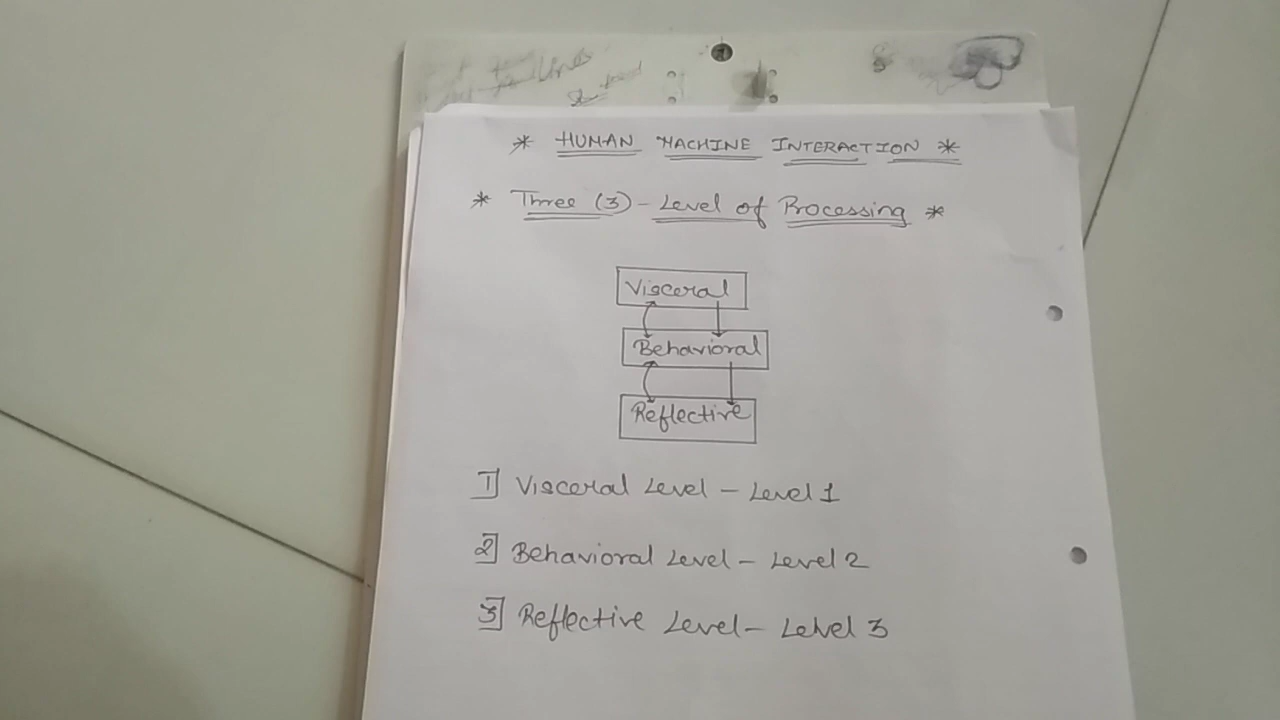 * HUMAN MACHINE INTERACTION *
* Three (3) - Level of Processing *
Visceral
Behavioral
Reflective
1] Visceral Level - Level 1
2] Behavioral Level - Level 2
3] Reflective Level - Level 3